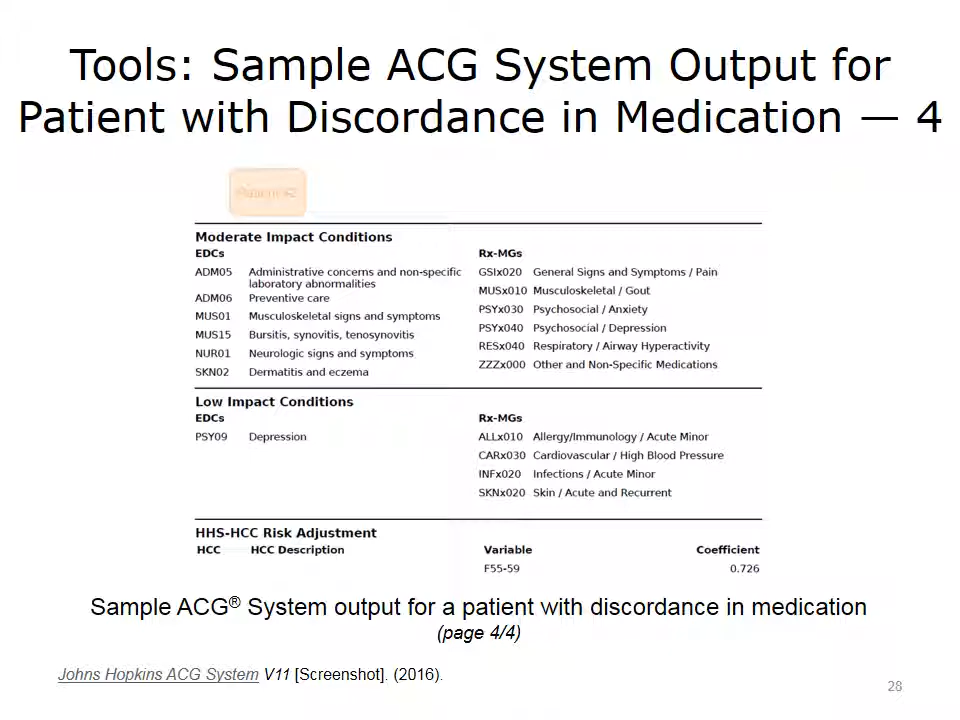 Tools: Sample ACG System Output for
Patient with Discordance in Medication — 4
Moderate Impact Conditions
EDCs
ADM05 Administrative concerns and non-specific
laboratory abnormalities
ADM06 Preventive care
MUS01 Musculoskeletal signs and symptoms
MUS15 Bursitis, synovitis, tenosynovitis
NUR01 Neurologic signs and symptoms
SKN02 Dermatitis and eczema
Rx-MGs
GSIx020 General Signs and Symptoms / Pain
MUSx010 Musculoskeletal / Gout
PSYx030 Psychosocial / Anxiety
PSYx040 Psychosocial / Depression
RESx040 Respiratory / Airway Hyperactivity
ZZZx000 Other and Non-Specific Medications
Low Impact Conditions
EDCs
PSY09 Depression
Rx-MGs
ALLx010 Allergy/Immunology / Acute Minor
CARx030 Cardiovascular / High Blood Pressure
INFx020 Infections / Acute Minor
SKNx020 Skin / Acute and Recurrent
HHS-HCC Risk Adjustment
HCC HCC Description Variable Coefficient
F55-59 0.726
Sample ACG® System output for a patient with discordance in medication
(page 4/4)
Johns Hopkins ACG System V11 [Screenshot]. (2016).
28